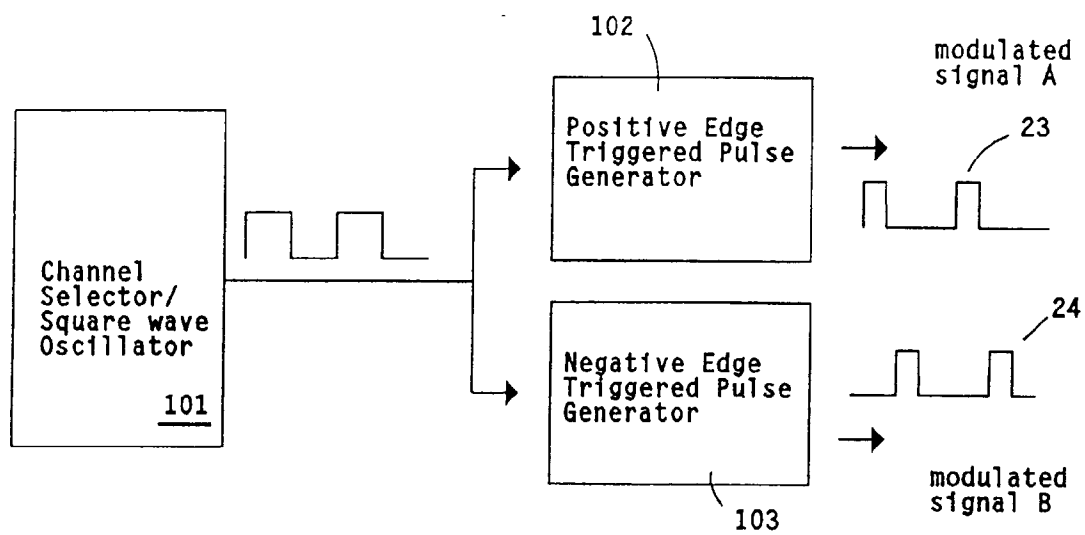 102
modulated
signal A
Positive Edge
Triggered Pulse
Generator
23
Channel
Selector/
Square wave
Oscillator
101
24
Negative Edge
Triggered Pulse
Generator
modulated
signal B
103